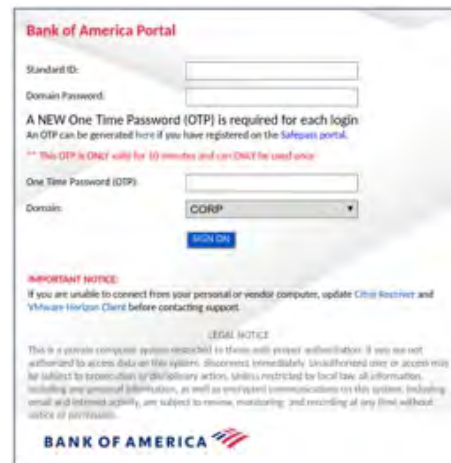 Bank of America Portal
Standard ID:
Domain Password:
A NEW One Time Password (OTP) is required for each login
An OTP can be generated here if you have registered on the Safepass portal.
** This OTP is ONLY valid for 10 minutes and can ONLY be used once
One Time Password (OTP):
Domain:
CORP
SIGN ON
IMPORTANT NOTICE:
If you are unable to connect from your personal or vendor computer, update Citrix Receiver and
VMware Horizon Client before contacting support.
LEGAL NOTICE
This is a private computer system restricted to those with proper authorization. If you are not
authorized to access data on this system, disconnect immediately. Unauthorized use or access may
be subject to prosecution or disciplinary action. Unless restricted by local law, all information,
including any personal information, as well as encrypted communications on this system, including
email and internet activity, are subject to review, monitoring, and recording at any time without
notice or permission.
BANK OF AMERICA